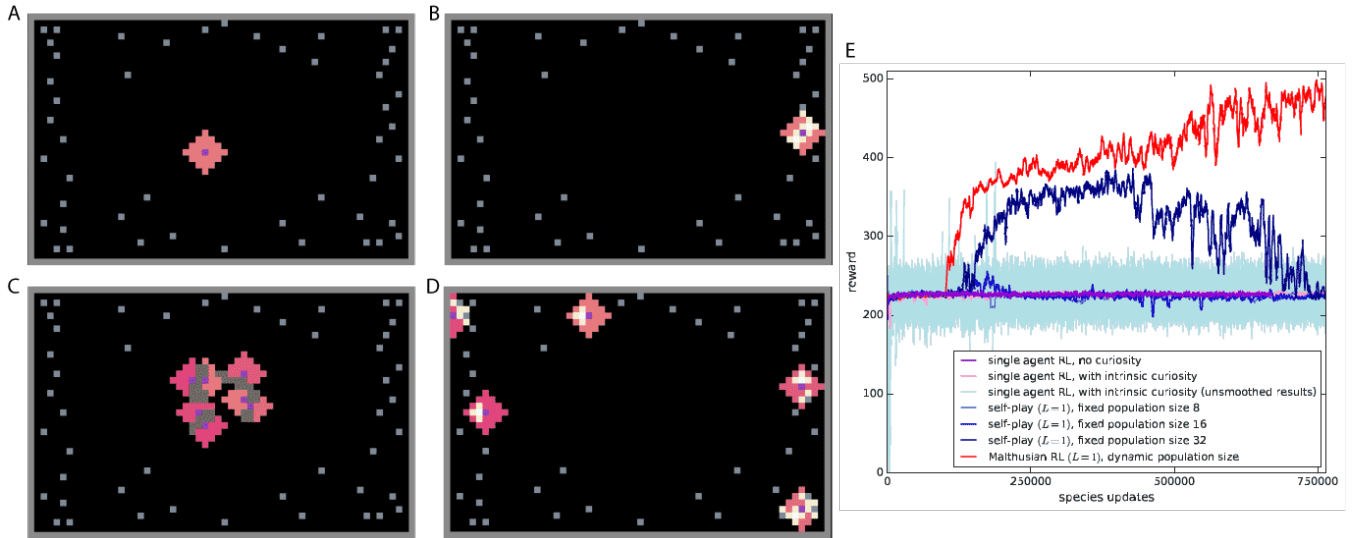 A
B
C
D
E
500
400
300
200
100
0
reward
0
250000
500000
750000
species updates
single agent RL, no curiosity
single agent RL, with intrinsic curiosity
single agent RL, with intrinsic curiosity (unsmoothed results)
self-play (L=1), fixed population size 8
self-play (L=1), fixed population size 16
self-play (L=1), fixed population size 32
Malthusian RL (L=1), dynamic population size